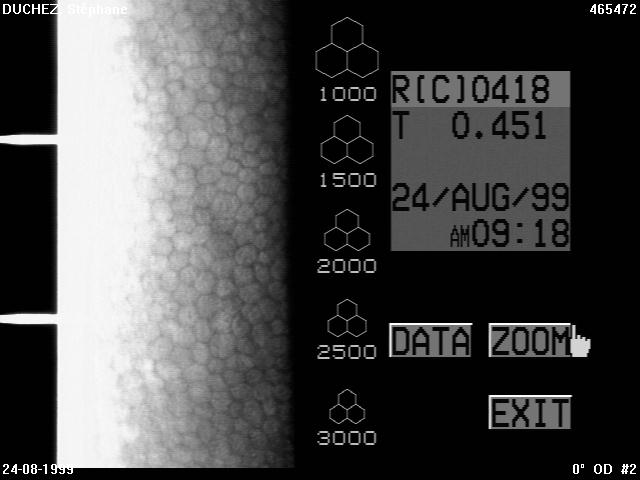 DUCHEZ Stéphane
465472
1000
R[C]0418
T 0.451
1500
24/AUG/99
AM09:18
2000
2500
DATA
ZOOM
EXIT
3000
24-08-1999
0° OD #2